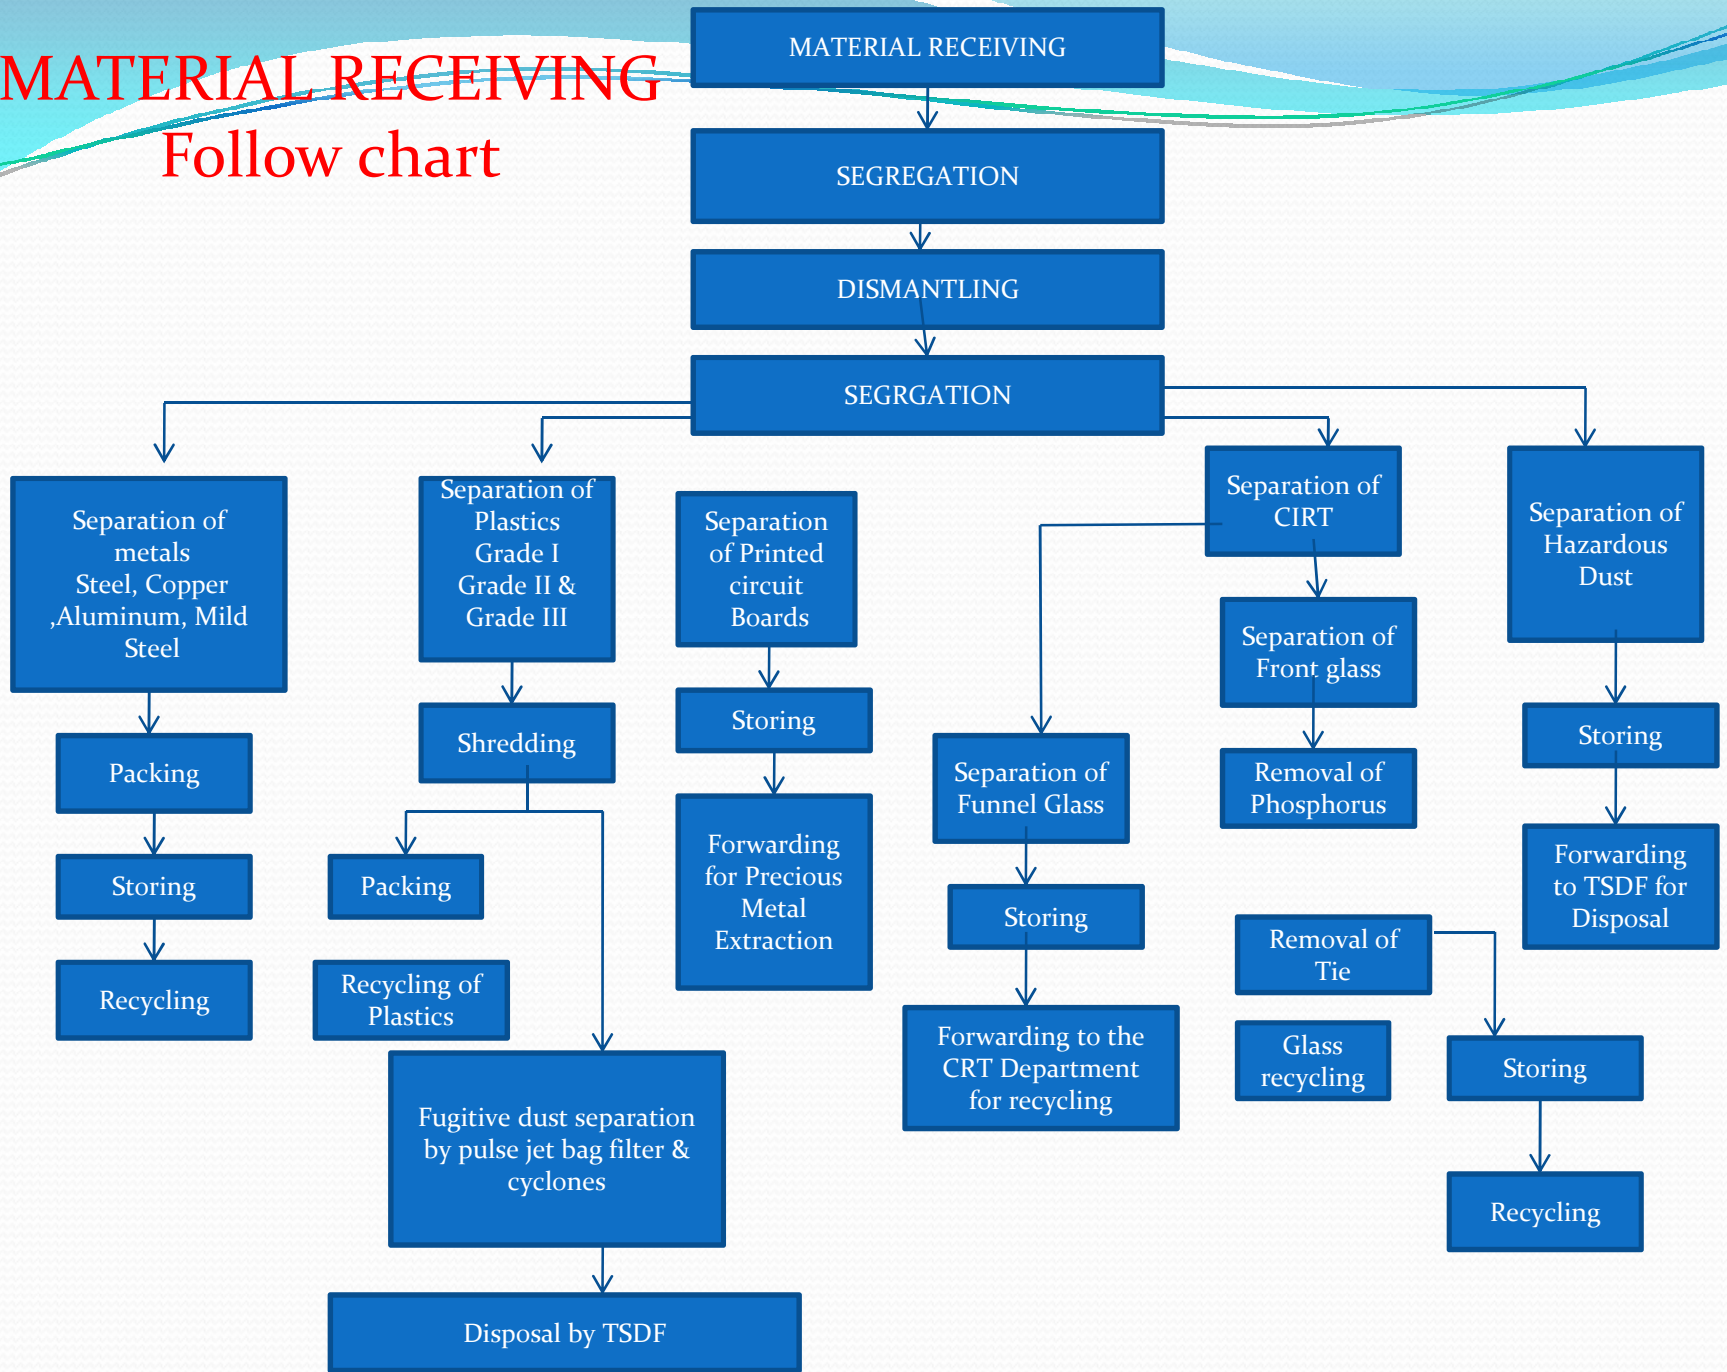 MATERIAL RECEIVING
Follow chart
MATERIAL RECEIVING
SEGREGATION
DISMANTLING
SEGRGATION
Separation of
metals
Steel, Copper
,Aluminum, Mild
Steel
Packing
Storing
Recycling
Separation of
Plastics
Grade I
Grade II &
Grade III
Shredding
Packing
Recycling of
Plastics
Fugitive dust separation
by pulse jet bag filter &
cyclones
Disposal by TSDF
Separation
of Printed
circuit
Boards
Storing
Forwarding
for Precious
Metal
Extraction
Separation of
CIRT
Separation of
Funnel Glass
Storing
Forwarding to the
CRT Department
for recycling
Separation of
Front glass
Removal of
Phosphorus
Removal of
Tie
Glass
recycling
Storing
Recycling
Separation of
Hazardous
Dust
Storing
Forwarding
to TSDF for
Disposal